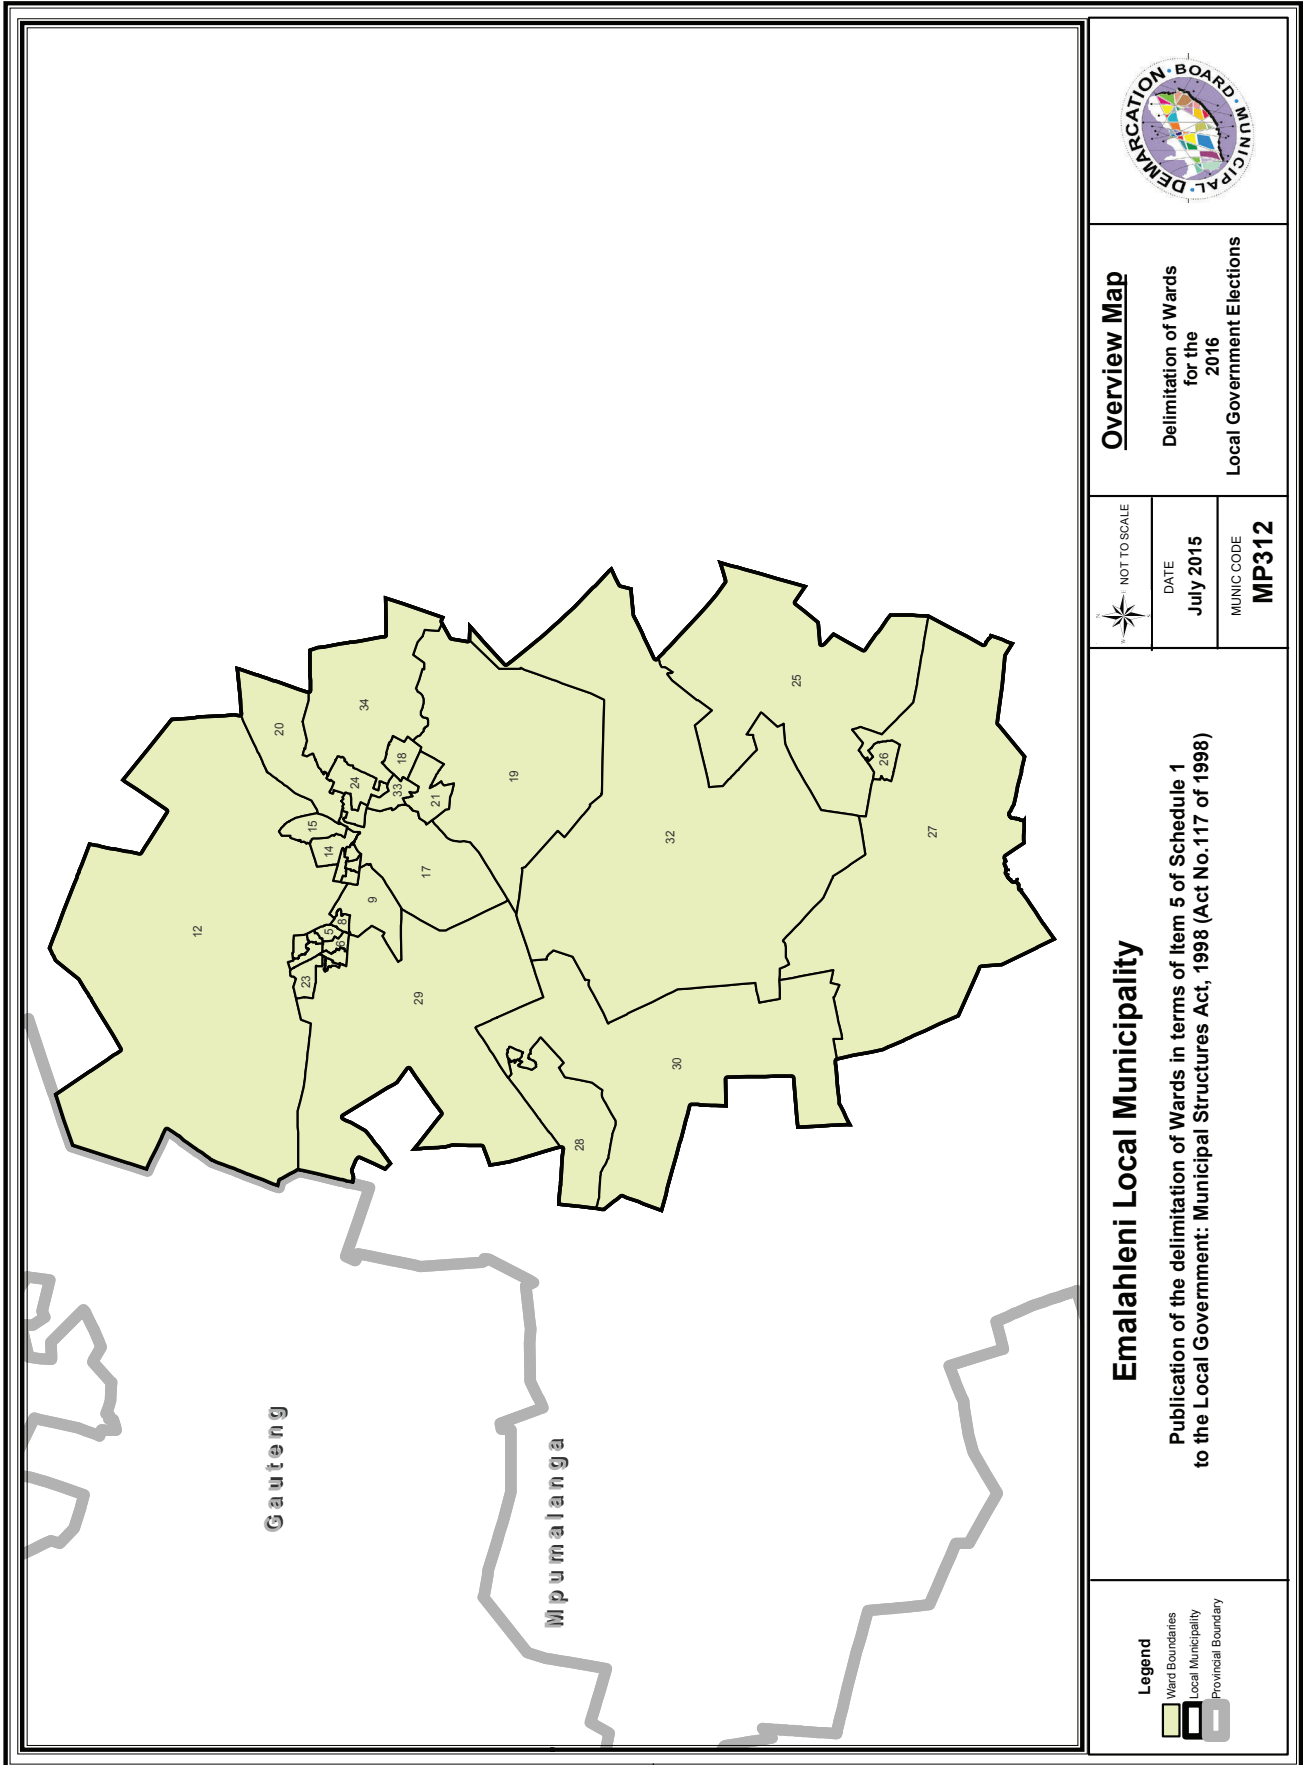 Gauteng
Mpumalanga
12
20
34
24
18
33
21
15
14
19
17
9
8
5
6
23
29
32
25
26
27
28
30
Legend
Ward Boundaries
Local Municipality
Provincial Boundary
Emalahleni Local Municipality
Publication of the delimitation of Wards in terms of Item 5 of Schedule 1
to the Local Government: Municipal Structures Act, 1998 (Act No.117 of 1998)
N
W
E
S
NOT TO SCALE
DATE
July 2015
MUNIC CODE
MP312
Overview Map
Delimitation of Wards
for the
2016
Local Government Elections
MUNICIPAL · DEMARCATION · BOARD ·